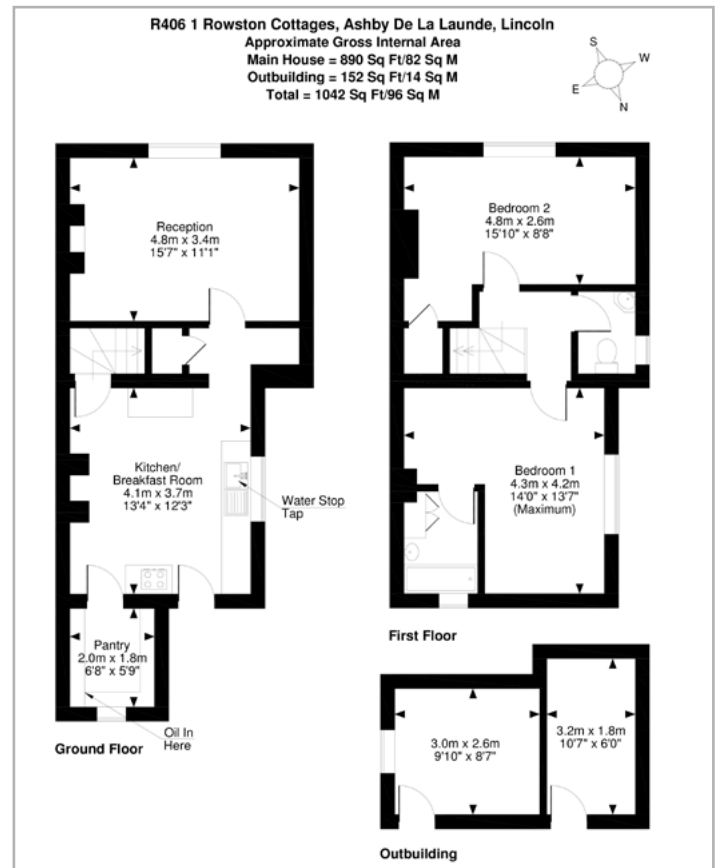 R406 1 Rowston Cottages, Ashby De La Launde, Lincoln
Approximate Gross Internal Area
Main House = 890 Sq Ft/82 Sq M
Outbuilding = 152 Sq Ft/14 Sq M
Total = 1042 Sq Ft/96 Sq M
S
W
E
N
Reception
4.8m x 3.4m
15'7" x 11'1"
Kitchen/
Breakfast Room
4.1m x 3.7m
13'4" x 12'3"
Water Stop
Tap
Pantry
2.0m x 1.8m
6'8" x 5'9"
Oil In
Here
Ground Floor
Bedroom 2
4.8m x 2.6m
15'10" x 8'8"
Bedroom 1
4.3m x 4.2m
14'0" x 13'7"
(Maximum)
First Floor
3.0m x 2.6m
9'10" x 8'7"
3.2m x 1.8m
10'7" x 6'0"
Outbuilding